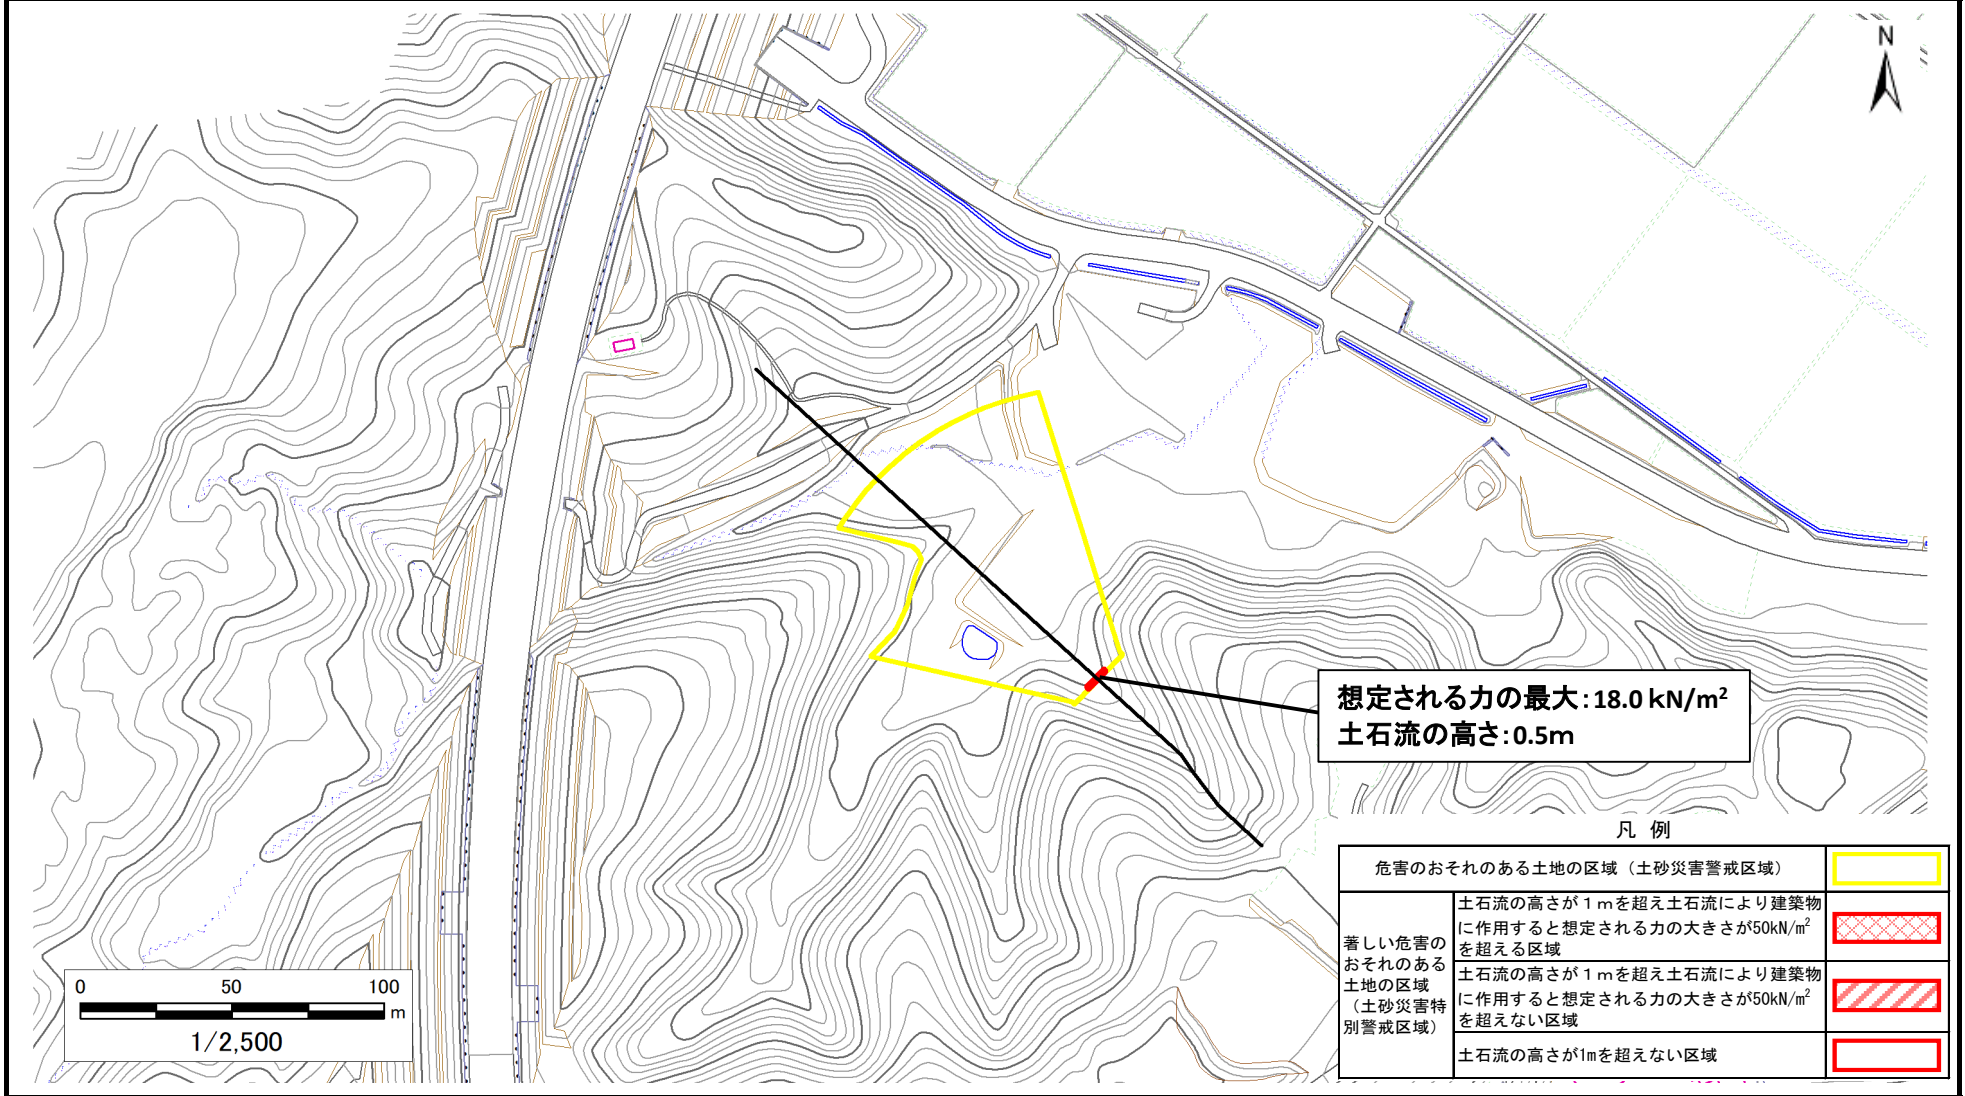 N
想定される力の最大:18.0 kN/m²
土石流の高さ:0.5m
凡 例
危害のおそれのある土地の区域（土砂災害警戒区域）
著しい危害の
おそれのある
土地の区域
（土砂災害特
別警戒区域）
土石流の高さが１ｍを超え土石流により建築物
に作用すると想定される力の大きさが50kN/㎡
を超える区域
土石流の高さが１ｍを超え土石流により建築物
に作用すると想定される力の大きさが50kN/㎡
を超えない区域
土石流の高さが1mを超えない区域
0 50 100
m
1/2,500